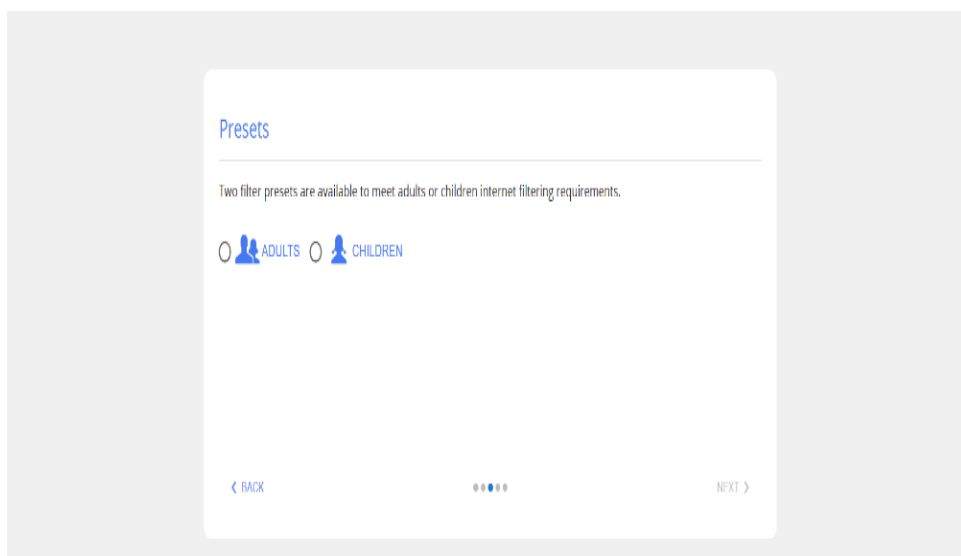 Presets
Two filter presets are available to meet adults or children internet filtering requirements.
ADULTS CHILDREN
BACK NEXT